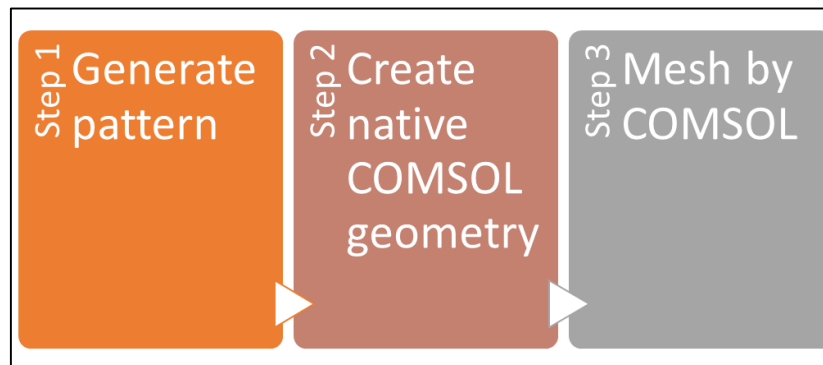 Step 1
Generate
pattern
Step 2
Create
native
COMSOL
geometry
Step 3
Mesh by
COMSOL